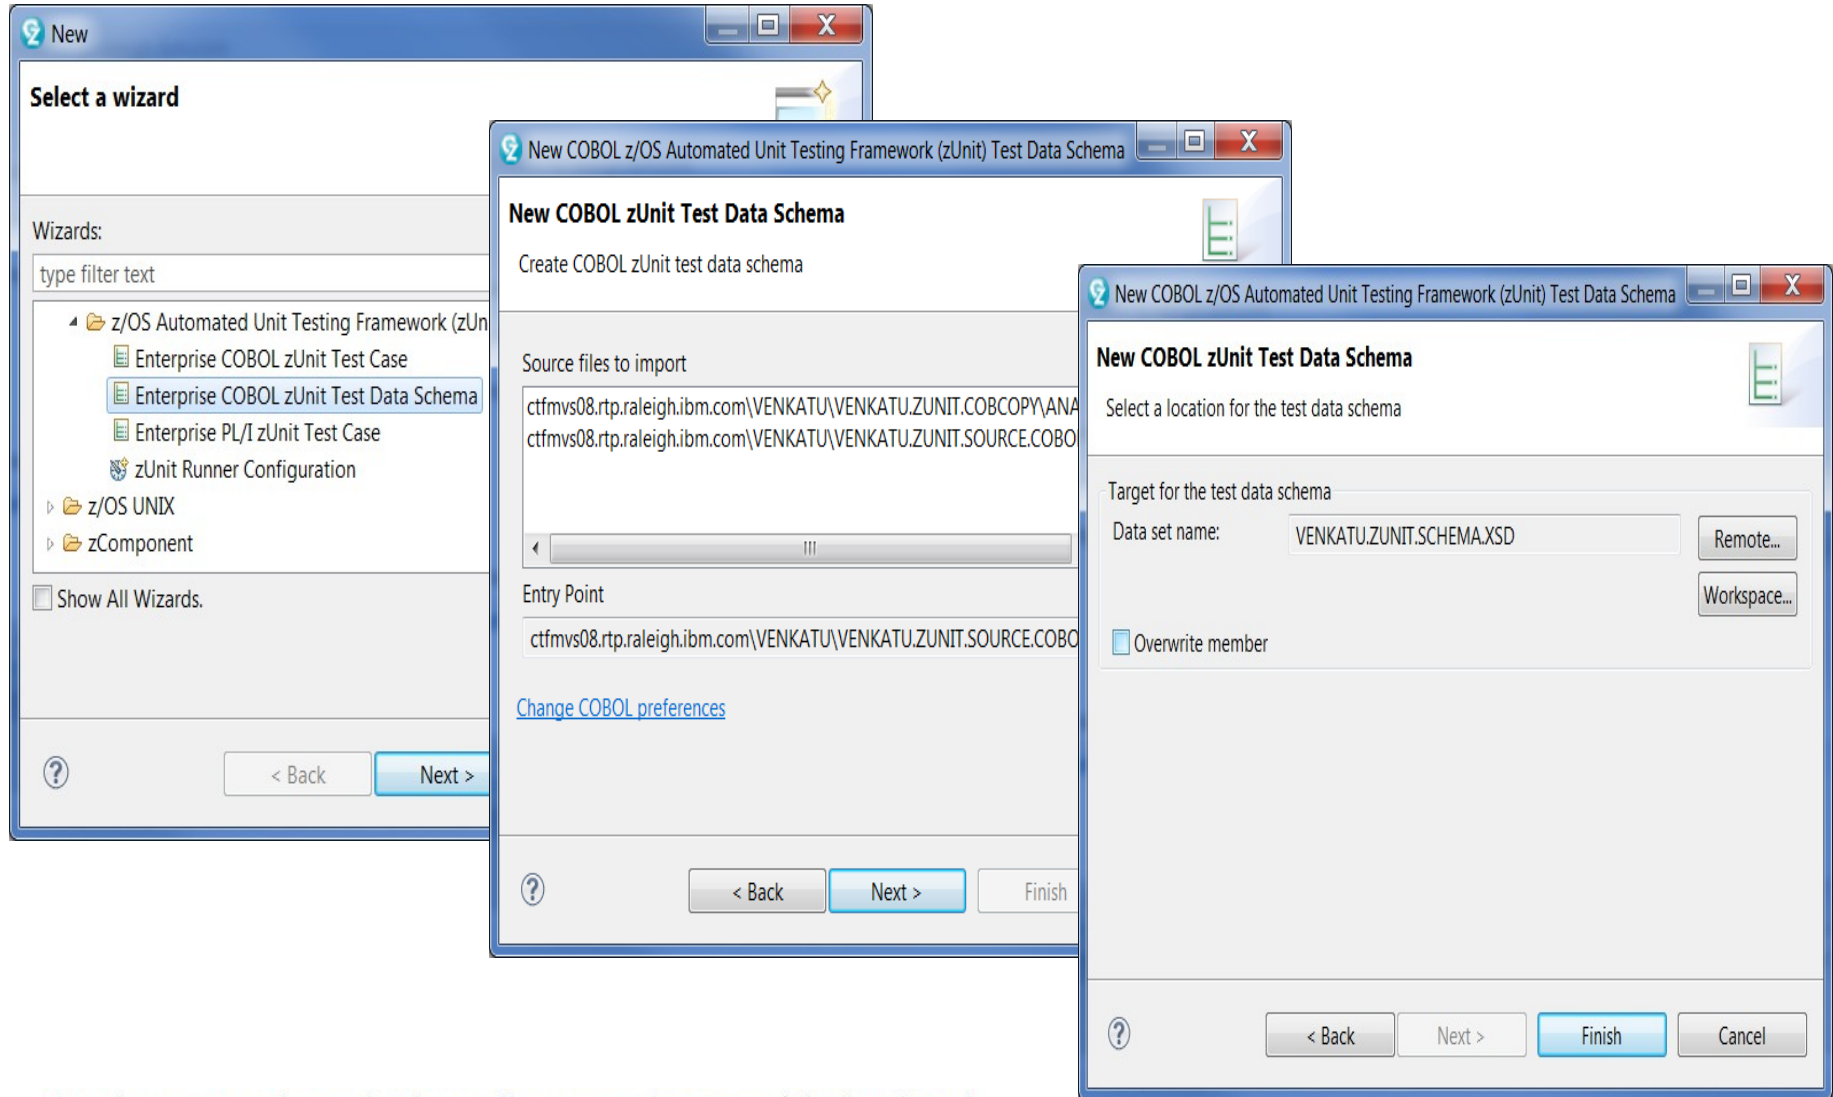 New
Select a wizard
Wizards:
type filter text
z/OS Automated Unit Testing Framework (zUn
Enterprise COBOL zUnit Test Case
Enterprise COBOL zUnit Test Data Schema
Enterprise PL/I zUnit Test Case
zUnit Runner Configuration
z/OS UNIX
zComponent
Show All Wizards.
< Back
Next >
New COBOL z/OS Automated Unit Testing Framework (zUnit) Test Data Schema
New COBOL zUnit Test Data Schema
Create COBOL zUnit test data schema
Source files to import
ctfmvs08.rtp.raleigh.ibm.com\VENKATU\VENKATU.ZUNIT.COBCOPY\ANA
ctfmvs08.rtp.raleigh.ibm.com\VENKATU\VENKATU.ZUNIT.SOURCE.COBO
Entry Point
ctfmvs08.rtp.raleigh.ibm.com\VENKATU\VENKATU.ZUNIT.SOURCE.COBO
Change COBOL preferences
< Back
Next >
Finish
New COBOL z/OS Automated Unit Testing Framework (zUnit) Test Data Schema
New COBOL zUnit Test Data Schema
Select a location for the test data schema
Target for the test data schema
Data set name:
VENKATU.ZUNIT.SCHEMA.XSD
Remote...
Workspace...
Overwrite member
< Back
Next >
Finish
Cancel